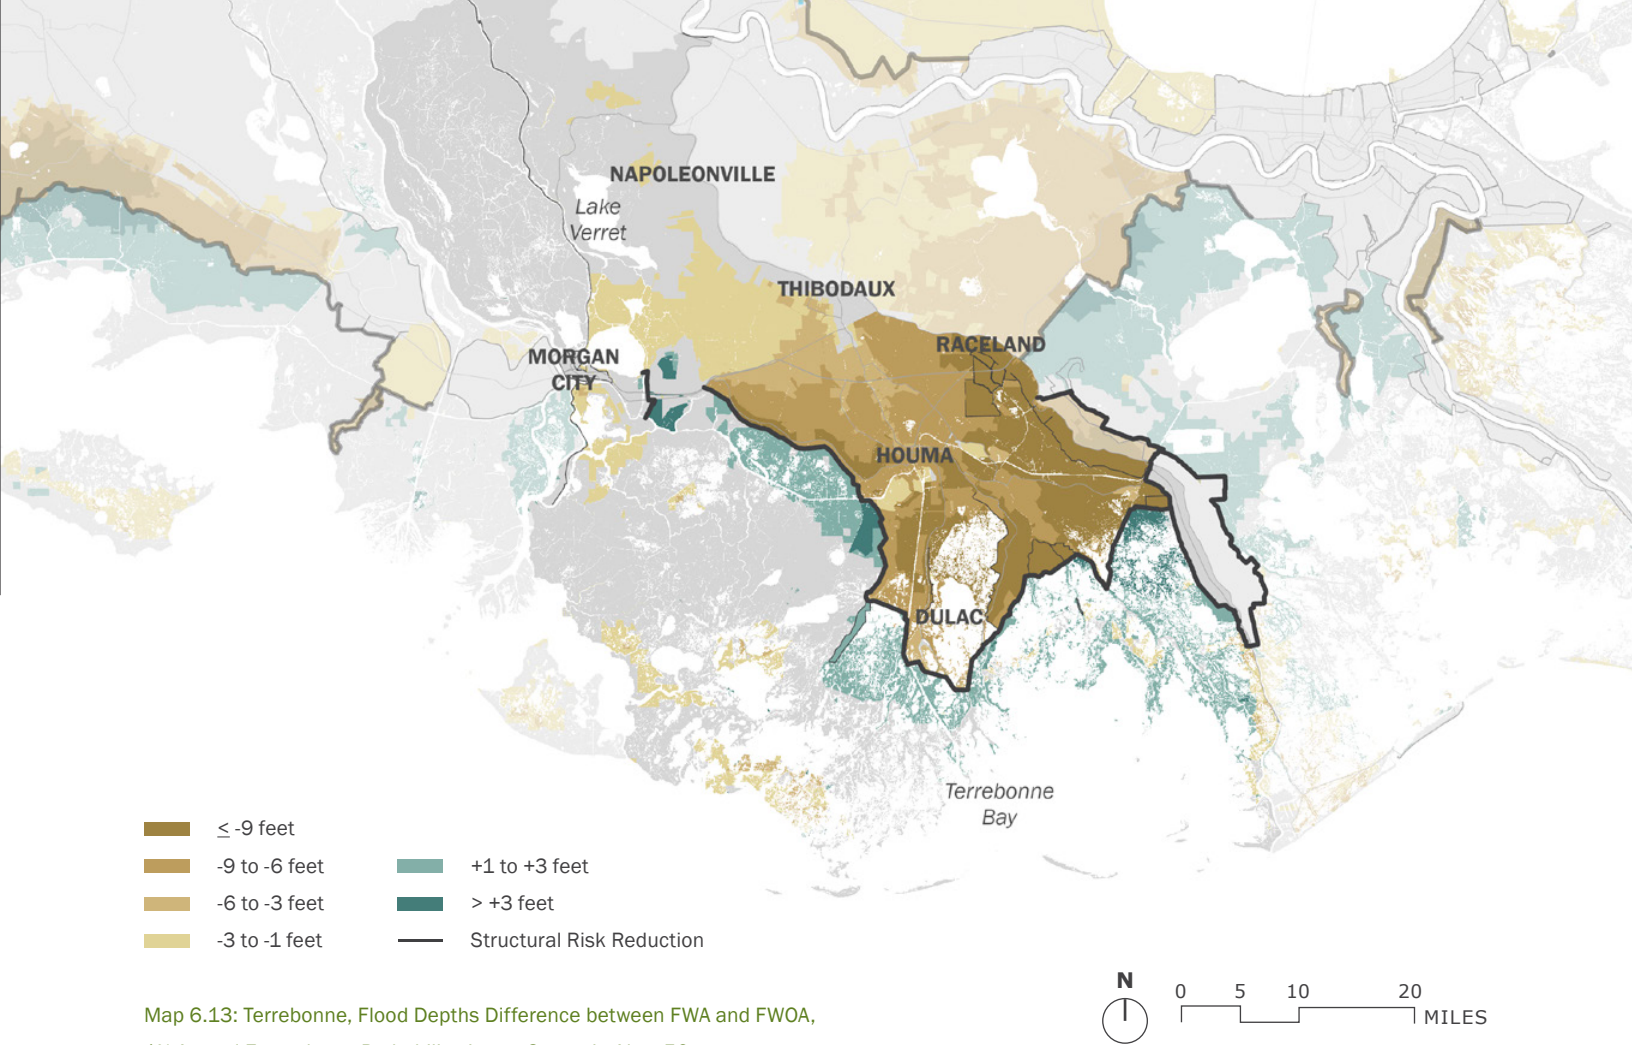 NAPOLEONVILLE
Lake
Verret
THIBODAUX
RACELAND
MORGAN
CITY
HOUMA
DULAC
Terrebonne
Bay
≤ -9 feet
-9 to -6 feet
+1 to +3 feet
-6 to -3 feet
> +3 feet
-3 to -1 feet
Structural Risk Reduction
N
0 5 10 20
MILES
Map 6.13: Terrebonne, Flood Depths Difference between FWA and FWOA,